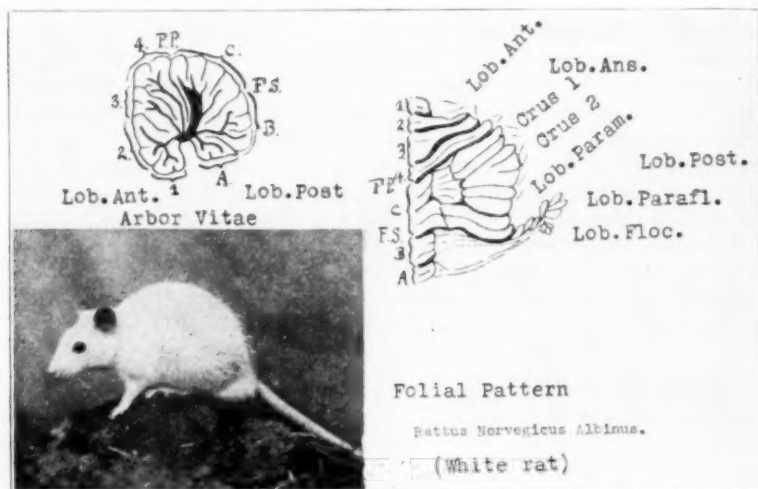 4. P.P. C.
F.S.
3.
B.
2.
A.
1
Lob.Ant. Lob.Post
Arbor Vitae
Lob.Ant.
Lob.Ans.
Crus 1
Crus 2
Lob.Param.
Lob.Post.
Lob.Parafl.
Lob.Floc.
1
2
3
P.P. 4
C
F.S.
B
A
Folial Pattern
Rattus Norvegicus Albinus.
(White rat)